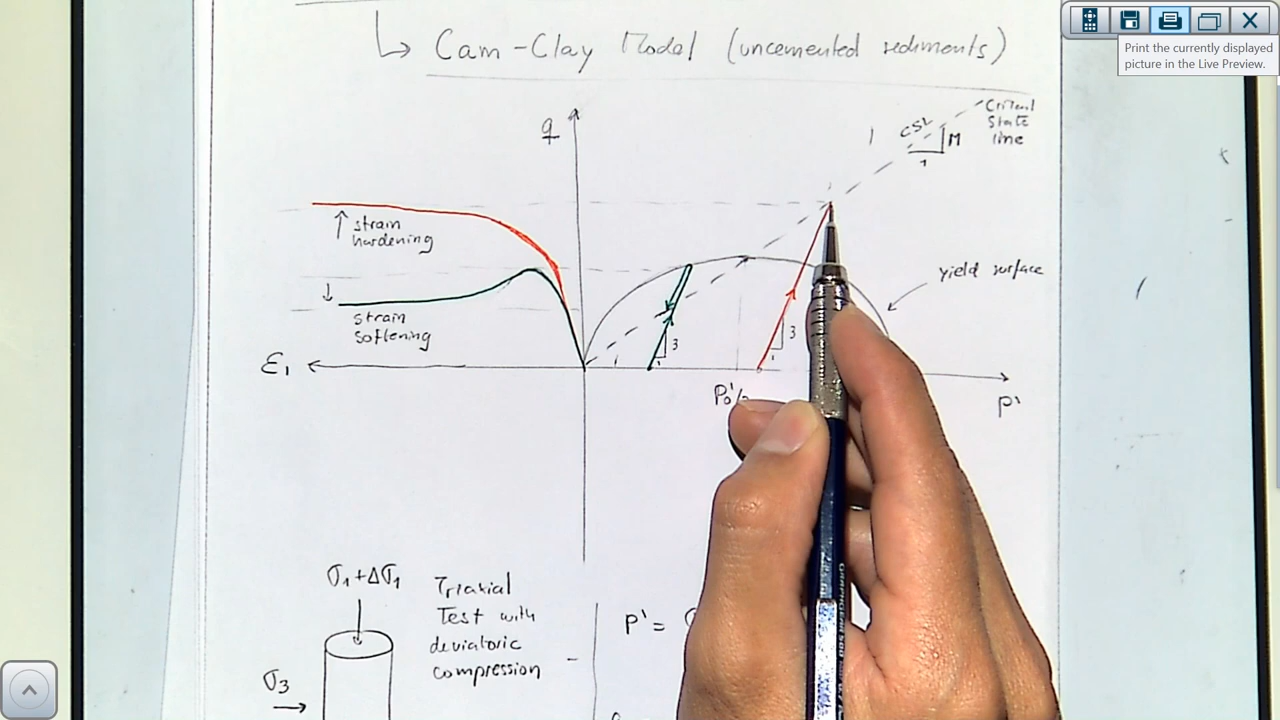 Cam-Clay Model (uncemented sediments)
Print the currently displayed
picture in the Live Preview.
q
CSL
Critical
State
line
M
1
↑ strain
hardening
yield surface
↓
strain
softening
3
1
3
1
ε₁
P₀'/2
P'
σ₁+Δσ₁
Triaxial
Test with
deviatoric
compression
P' =
σ₃